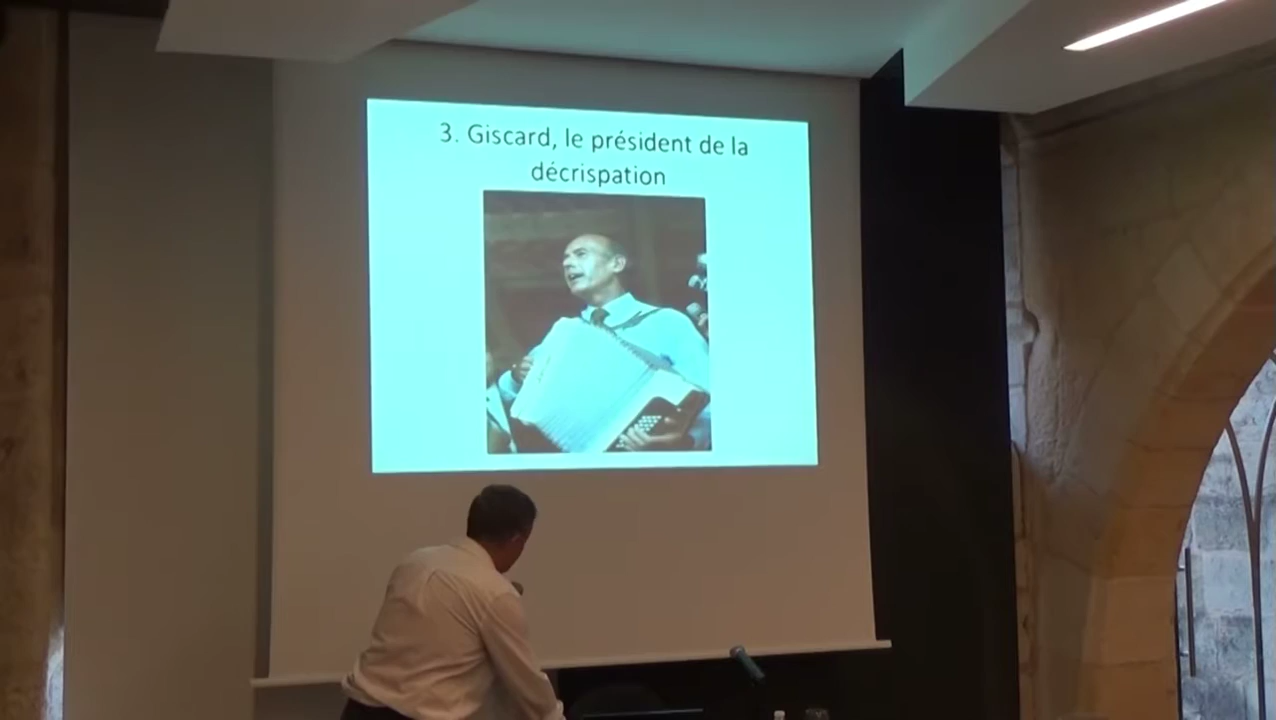 3. Giscard, le président de la
décrispation